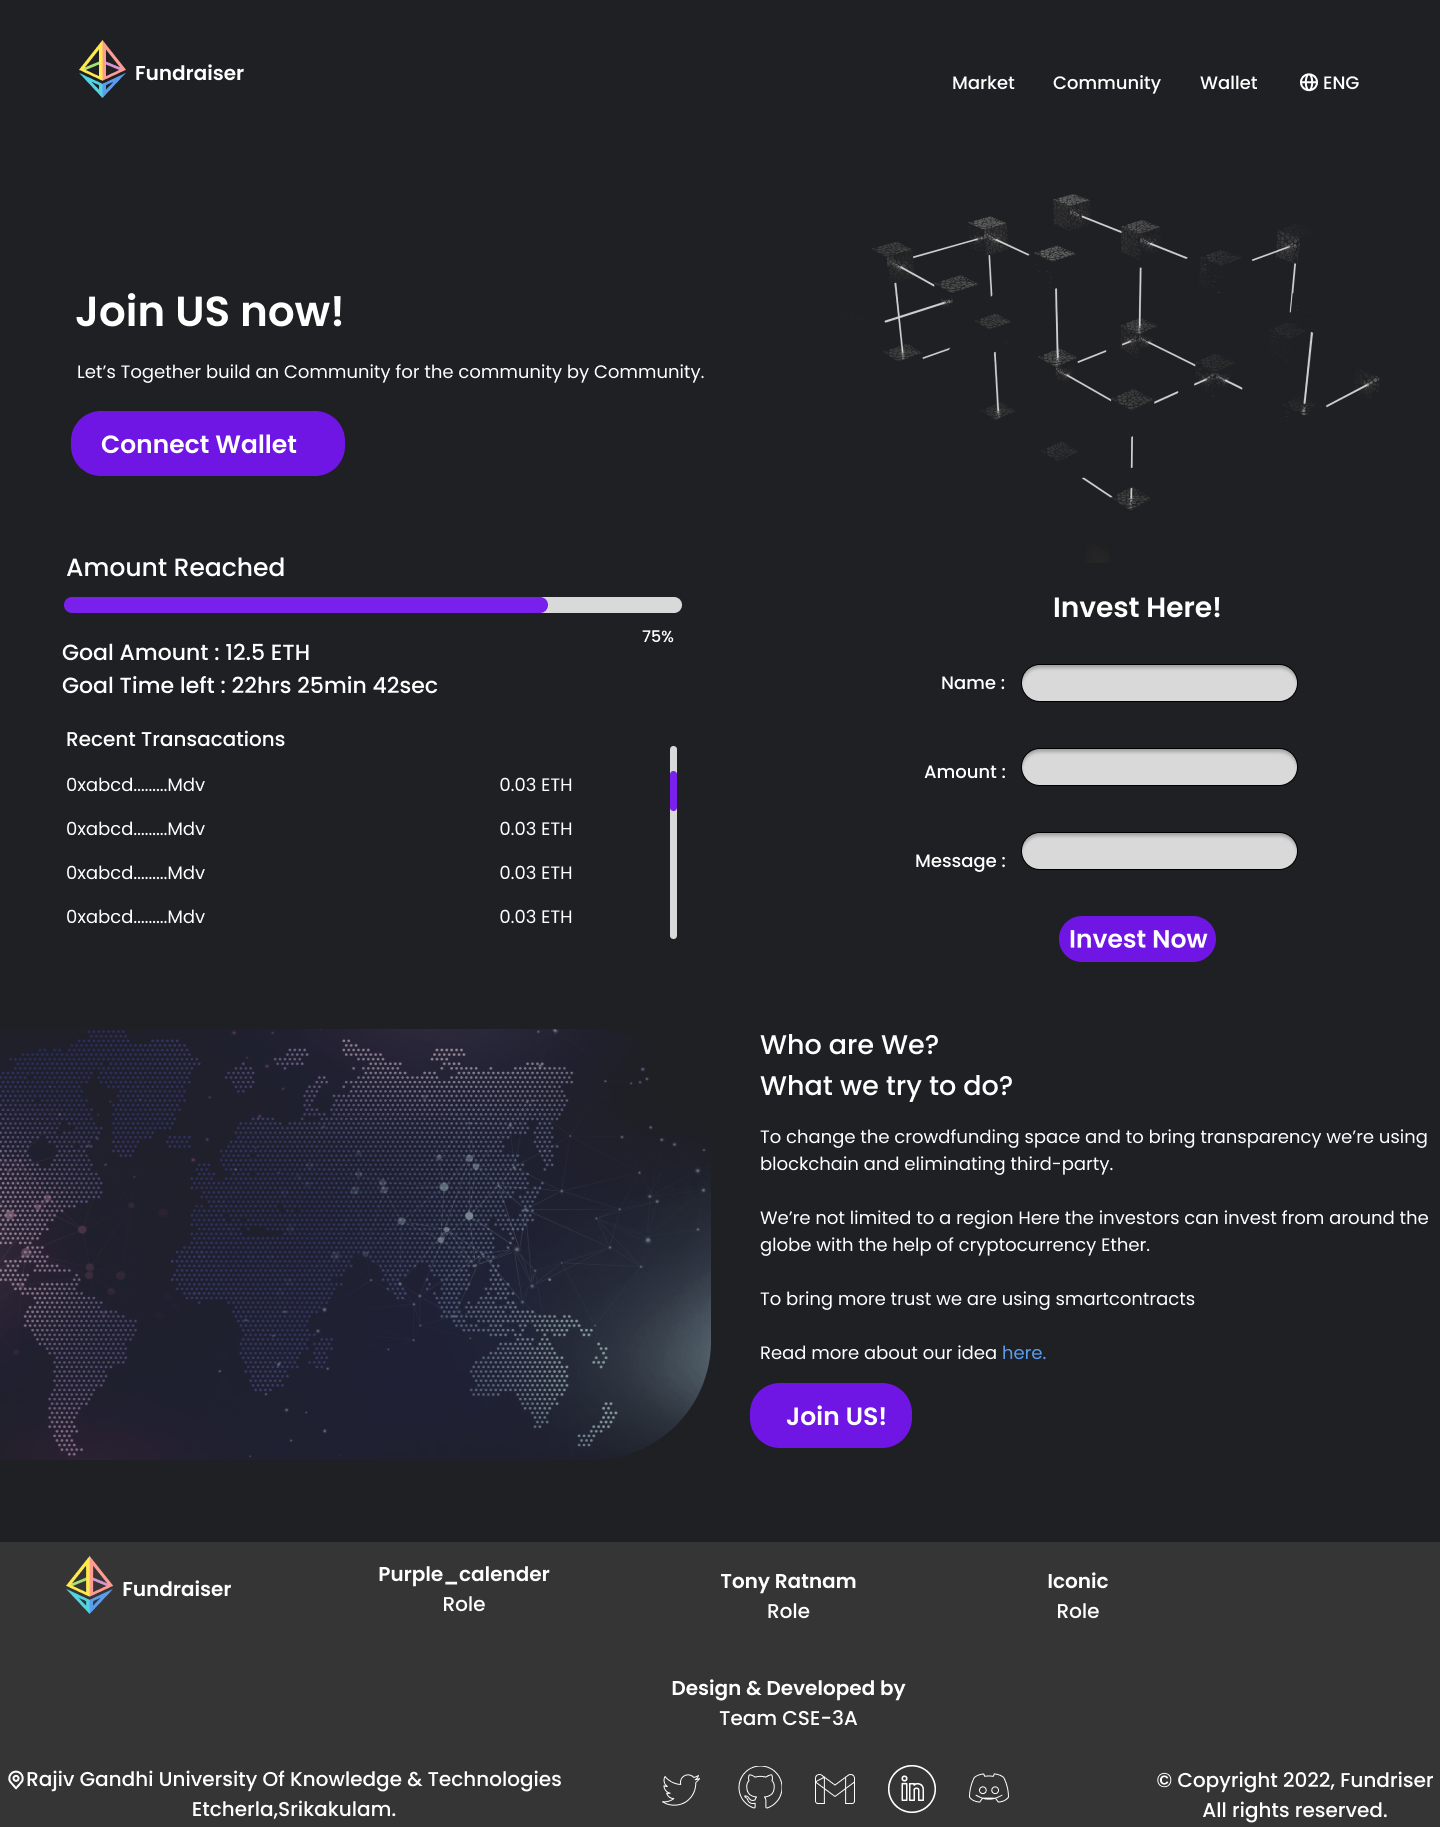 Fundraiser
Market
Community
Wallet
ENG
Join US now!
Let's Together build an Community for the community by Community.
Connect Wallet
Amount Reached
75%
Goal Amount : 12.5 ETH
Goal Time left : 22hrs 25min 42sec
Recent Transacations
0xabcd.........Mdv 0.03 ETH
0xabcd.........Mdv 0.03 ETH
0xabcd.........Mdv 0.03 ETH
0xabcd.........Mdv 0.03 ETH
Invest Here!
Name :
Amount :
Message :
Invest Now
Who are We?
What we try to do?
To change the crowdfunding space and to bring transparency we're using
blockchain and eliminating third-party.
We're not limited to a region Here the investors can invest from around the
globe with the help of cryptocurrency Ether.
To bring more trust we are using smartcontracts
Read more about our idea here.
Join US!
Fundraiser
Purple_calender
Role
Tony Ratnam
Role
Iconic
Role
Design & Developed by
Team CSE-3A
Rajiv Gandhi University Of Knowledge & Technologies
Etcherla,Srikakulam.
in
© Copyright 2022, Fundriser
All rights reserved.